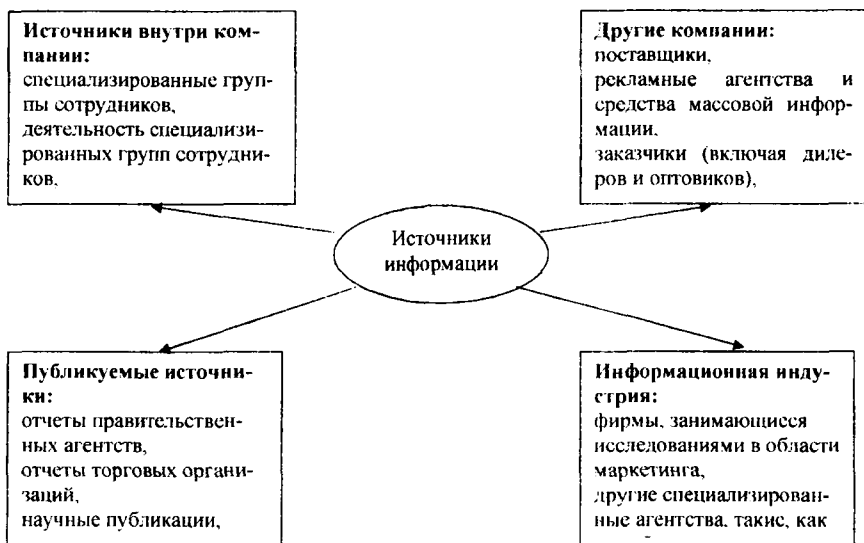 Источники внутри ком-
пании:
специализированные груп-
пы сотрудников,
деятельность специализи-
рованных групп сотрудни-
ков,
Другие компании:
поставщики,
рекламные агентства и
средства массовой инфор-
мации,
заказчики (включая диле-
ров и оптовиков),
Источники
информации
Публикуемые источни-
ки:
отчеты правительствен-
ных агентств,
отчеты торговых органи-
заций,
научные публикации,
Информационная инду-
стрия:
фирмы, занимающиеся
исследованиями в области
маркетинга,
другие специализирован-
ные агентства, такие, как